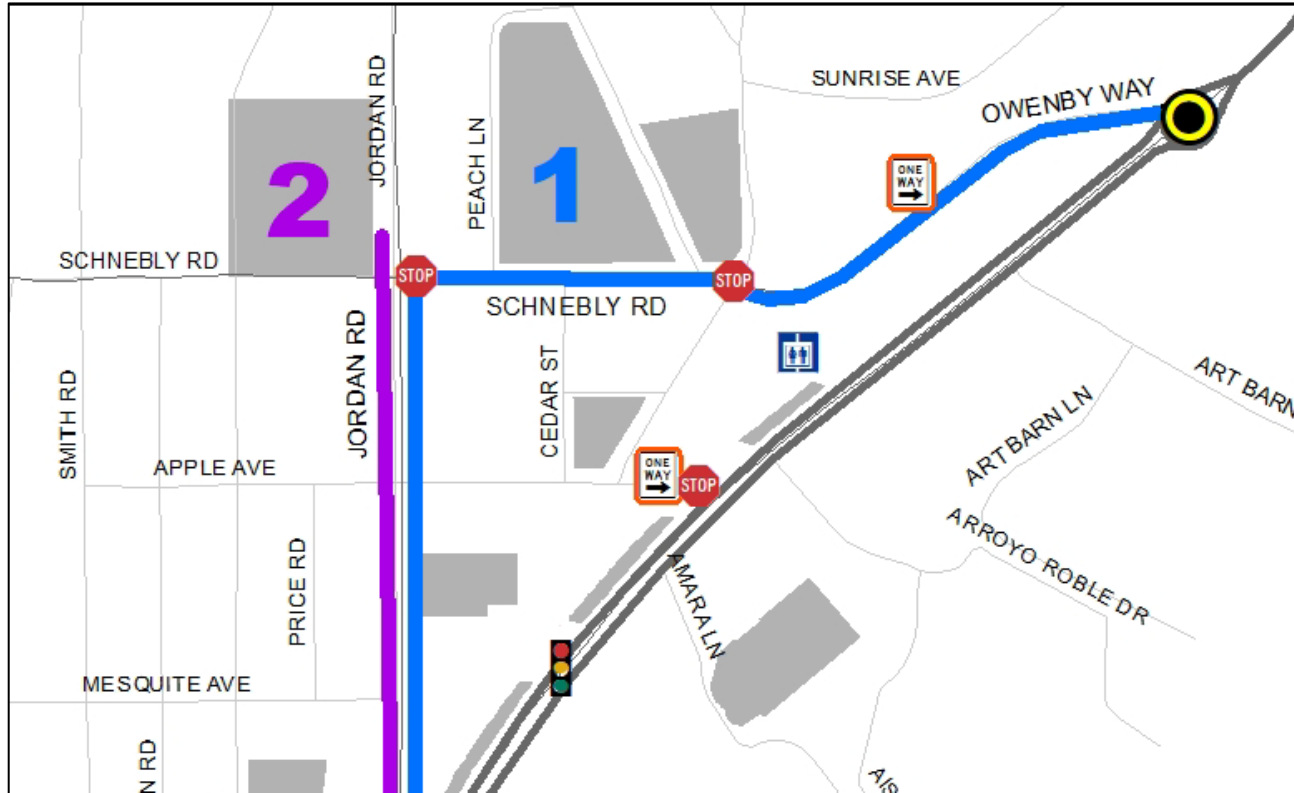 SUNRISE AVE
OWENBY WAY
JORDAN RD
PEACH LN
2
1
ONE
WAY
SCHNEBLY RD
STOP
STOP
SCHNEBLY RD
JORDAN RD
CEDAR ST
SMITH RD
ART BARN
ART BARN LN
APPLE AVE
ONE
WAY
STOP
ARROYO ROBLE DR
PRICE RD
AMARA LN
MESQUITE AVE
N RD
A/S